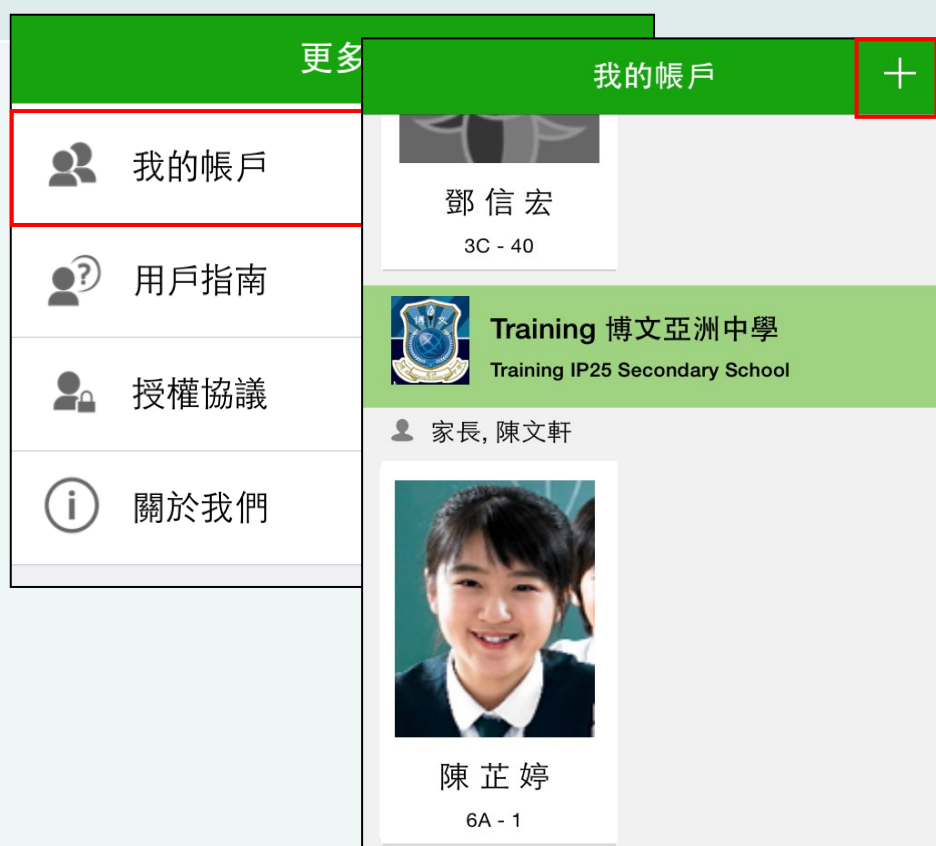 更多
我的帳戶
用戶指南
授權協議
關於我們
我的帳戶
鄧信宏
3C - 40
Training 博文亞洲中學
Training IP25 Secondary School
家長, 陳文軒
陳芷婷
6A - 1